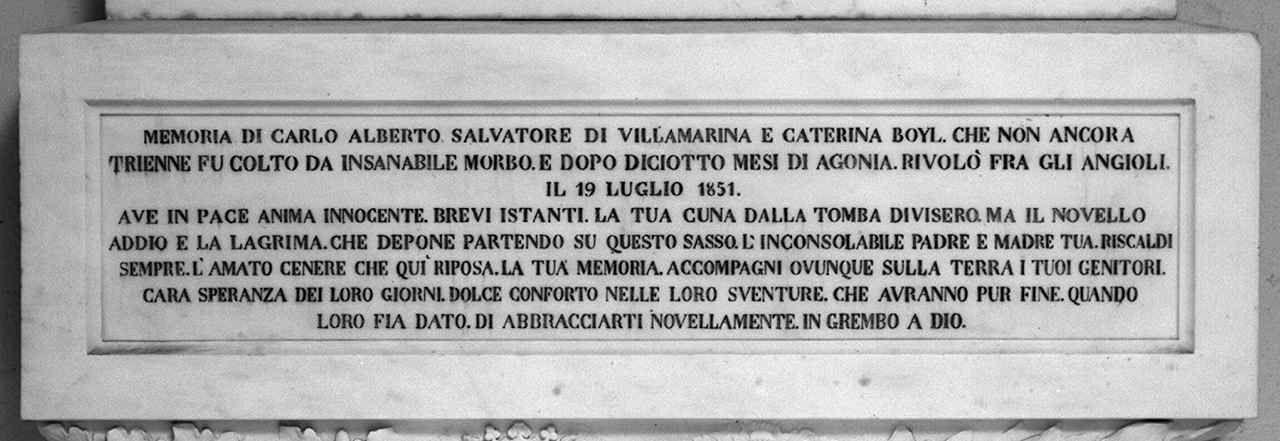 MEMORIA DI CARLO ALBERTO. SALVATORE DI VILLAMARINA E CATERINA BOYL. CHE NON ANCORA
TRIENNE FU COLTO DA INSANABILE MORBO. E DOPO DICIOTTO MESI DI AGONIA. RIVOLÒ FRA GLI ANGIOLI.
IL 19 LUGLIO 1851.
AVE IN PACE ANIMA INNOCENTE. BREVI ISTANTI. LA TUA CUNA DALLA TOMBA DIVISERO. MA IL NOVELLO
ADDIO E LA LAGRIMA. CHE DEPONE PARTENDO SU QUESTO SASSO. L'INCONSOLABILE PADRE E MADRE TUA. RISCALDI
SEMPRE. L'AMATO CENERE CHE QUI' RIPOSA. LA TUA MEMORIA. ACCOMPAGNI OVUNQUE SULLA TERRA I TUOI GENITORI.
CARA SPERANZA DEI LORO GIORNI. DOLCE CONFORTO NELLE LORO SVENTURE. CHE AVRANNO PUR FINE. QUANDO
LORO FIA DATO. DI ABBRACCIARTI NOVELLAMENTE. IN GREMBO A DIO.